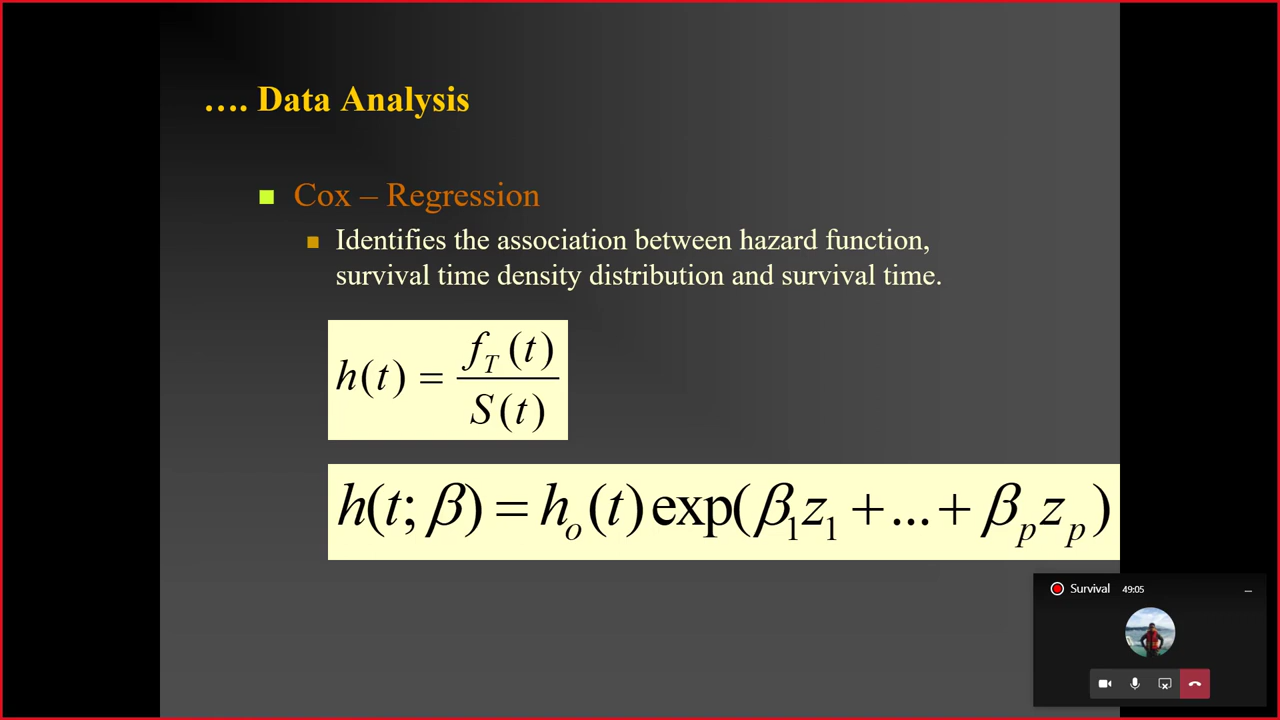 .... Data Analysis
Cox – Regression
Identifies the association between hazard function,
survival time density distribution and survival time.
h(t) = f_T(t) / S(t)
h(t; β) = h_o(t) exp(β_1 z_1 + ... + β_p z_p)
Survival 49:05